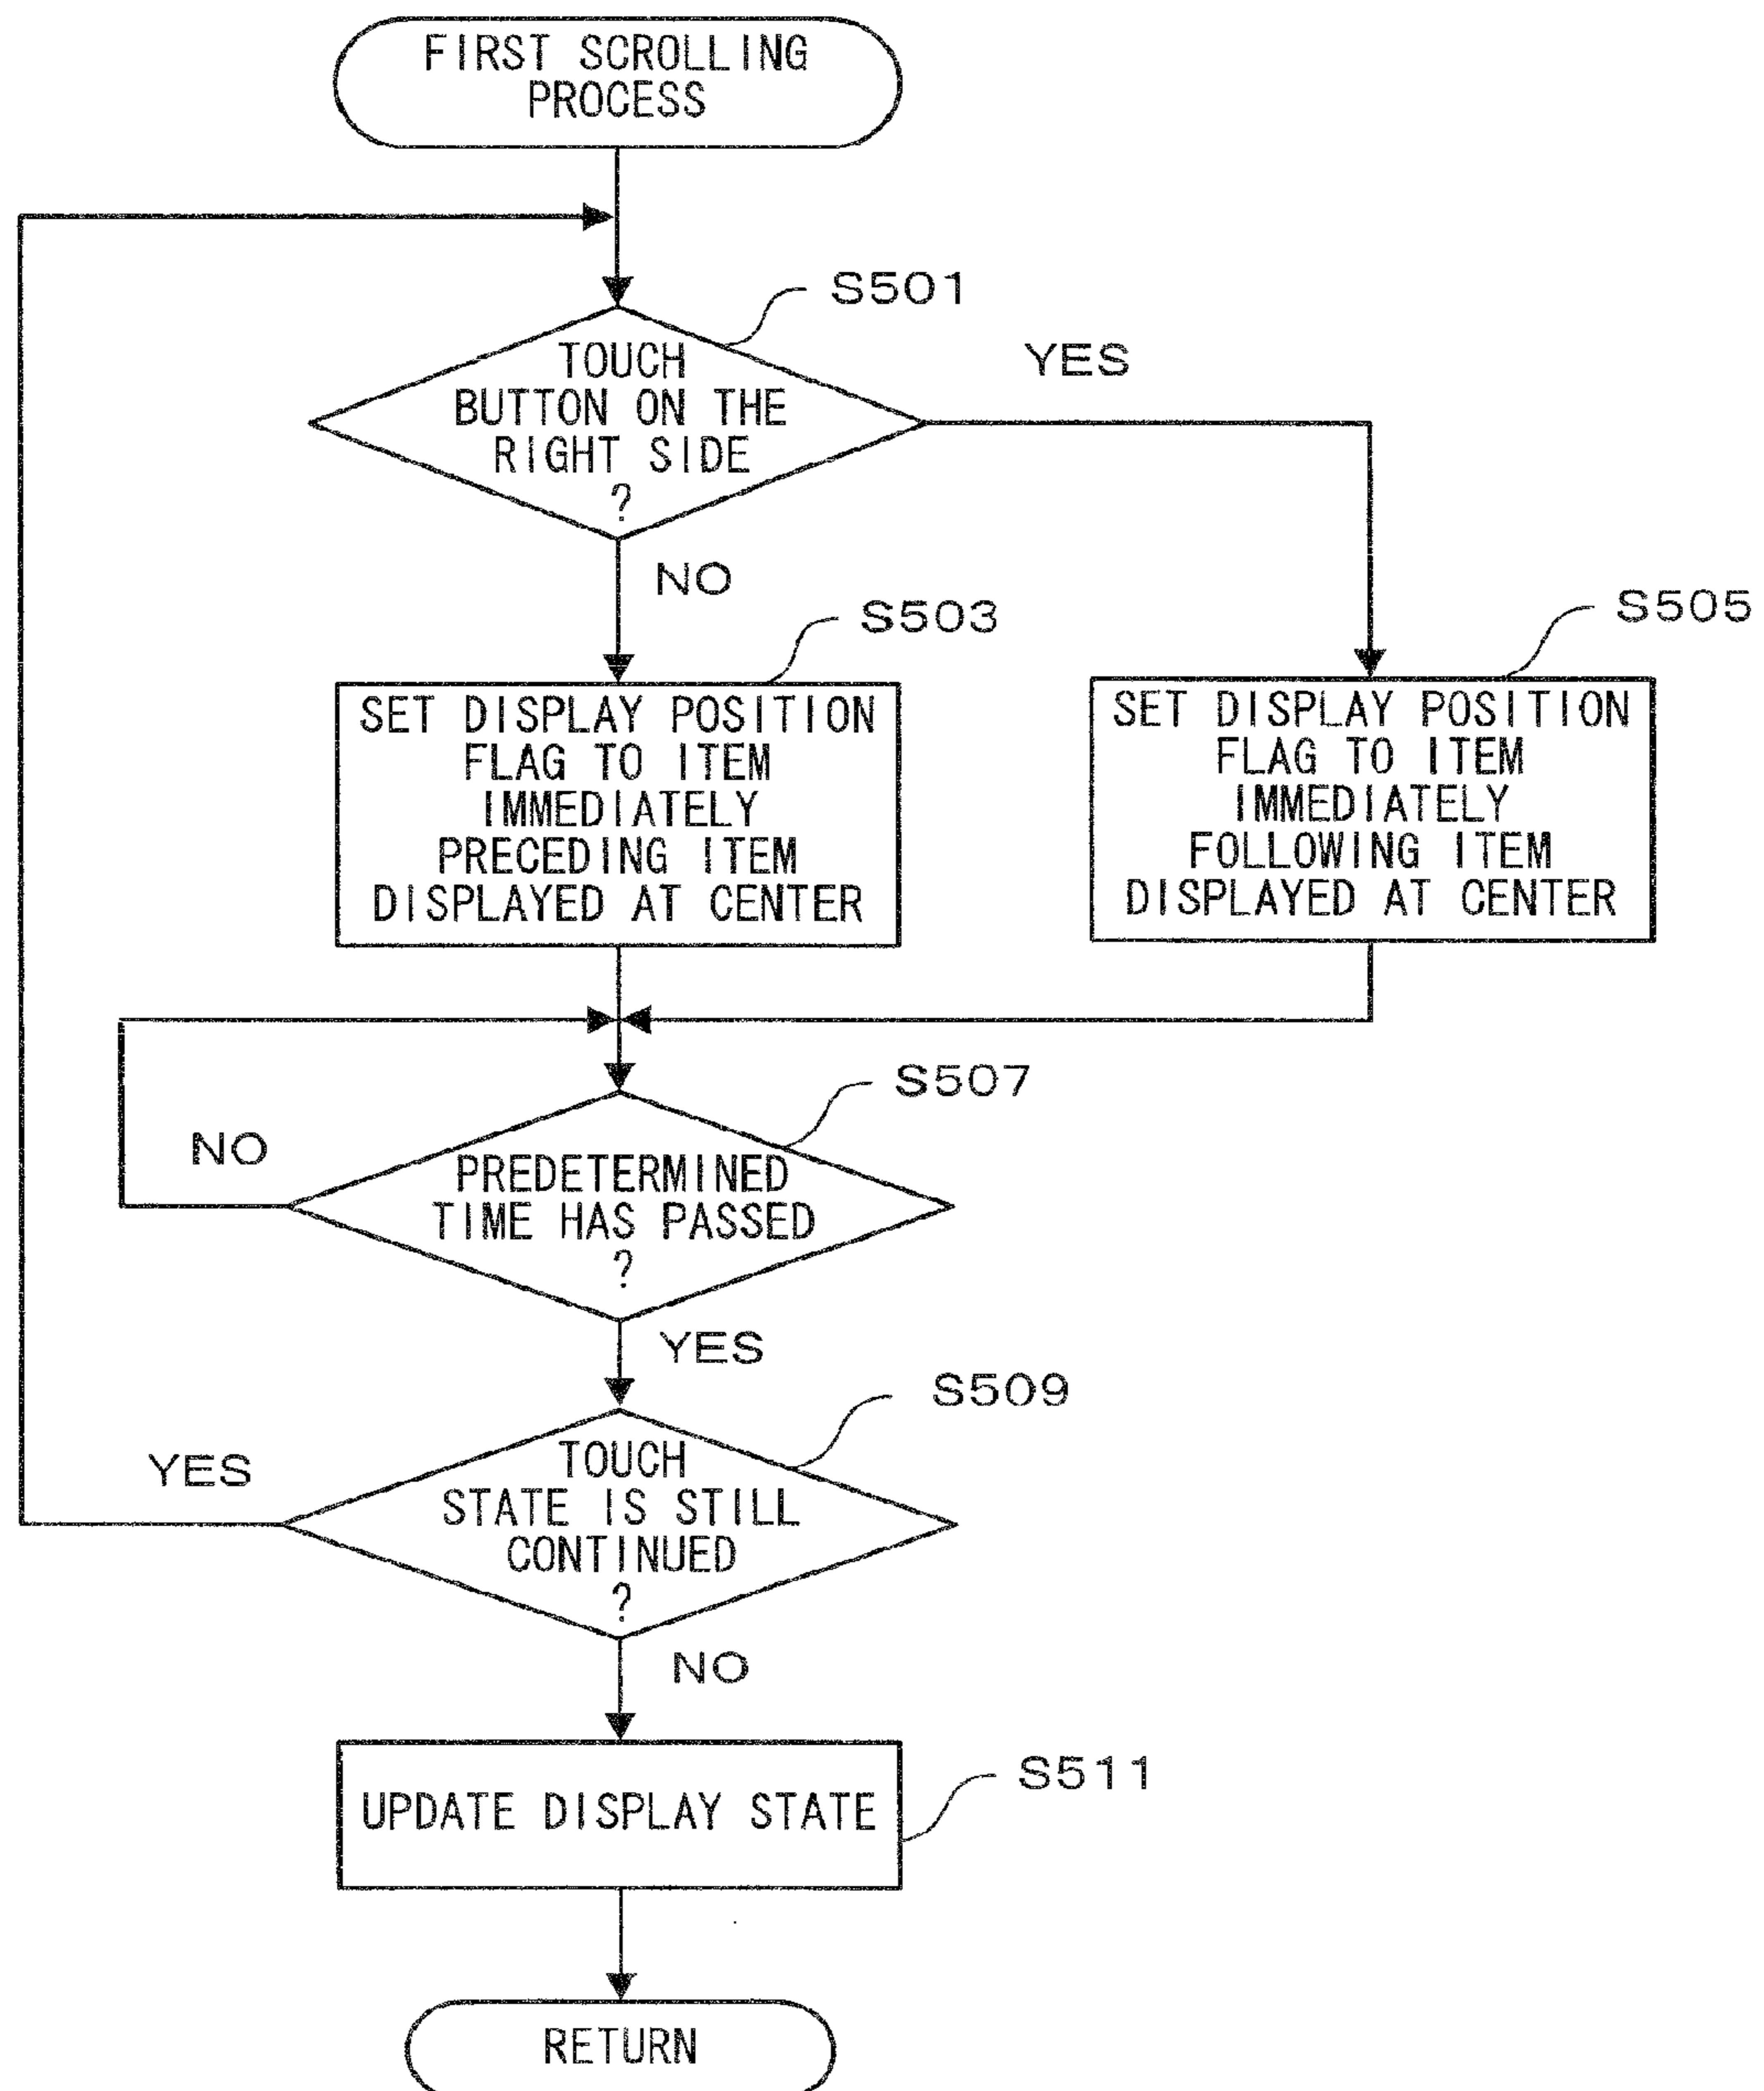 FIRST SCROLLING
PROCESS
S501
TOUCH
BUTTON ON THE
RIGHT SIDE
?
YES
NO
S503
SET DISPLAY POSITION
FLAG TO ITEM
IMMEDIATELY
PRECEDING ITEM
DISPLAYED AT CENTER
S505
SET DISPLAY POSITION
FLAG TO ITEM
IMMEDIATELY
FOLLOWING ITEM
DISPLAYED AT CENTER
S507
NO
PREDETERMINED
TIME HAS PASSED
?
YES
S509
YES
TOUCH
STATE IS STILL
CONTINUED
?
NO
S511
UPDATE DISPLAY STATE
RETURN